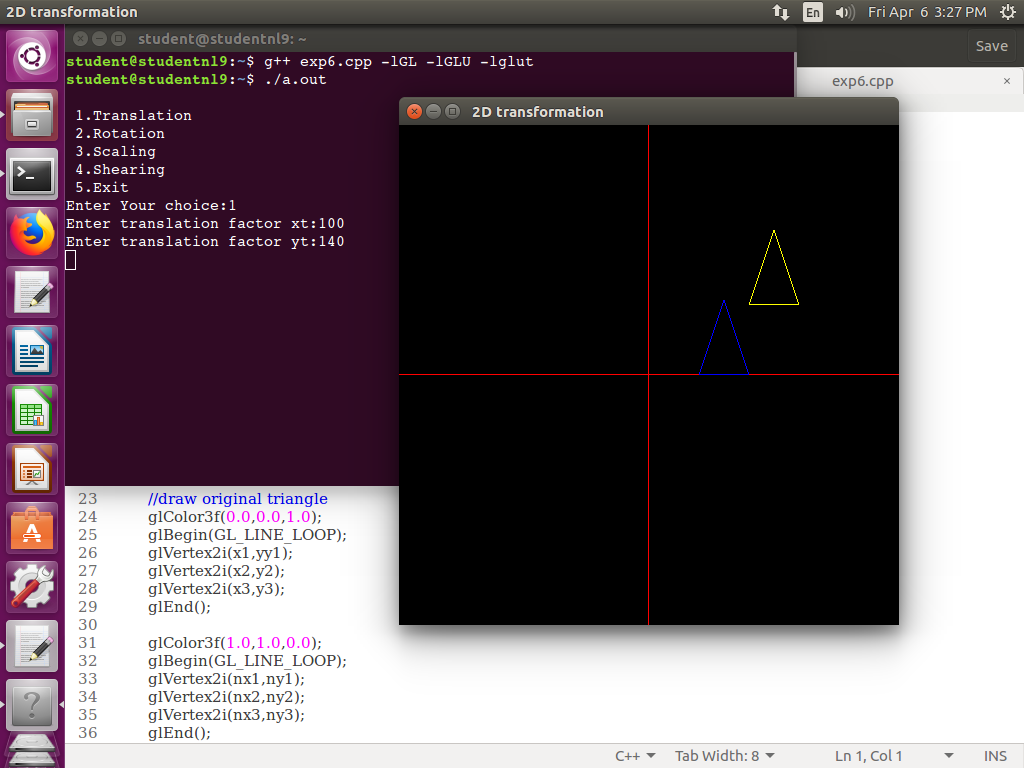 2D transformation
En
Fri Apr 6 3:27 PM
student@studentnl9: ~
Save
student@studentnl9:~$ g++ exp6.cpp -lGL -lGLU -lglut
student@studentnl9:~$ ./a.out
exp6.cpp ×
2D transformation
1.Translation
2.Rotation
3.Scaling
4.Shearing
5.Exit
Enter Your choice:1
Enter translation factor xt:100
Enter translation factor yt:140
23 //draw original triangle
24 glColor3f(0.0,0.0,1.0);
25 glBegin(GL_LINE_LOOP);
26 glVertex2i(x1,yy1);
27 glVertex2i(x2,y2);
28 glVertex2i(x3,y3);
29 glEnd();
30
31 glColor3f(1.0,1.0,0.0);
32 glBegin(GL_LINE_LOOP);
33 glVertex2i(nx1,ny1);
34 glVertex2i(nx2,ny2);
35 glVertex2i(nx3,ny3);
36 glEnd();
C++ Tab Width: 8 Ln 1, Col 1 INS